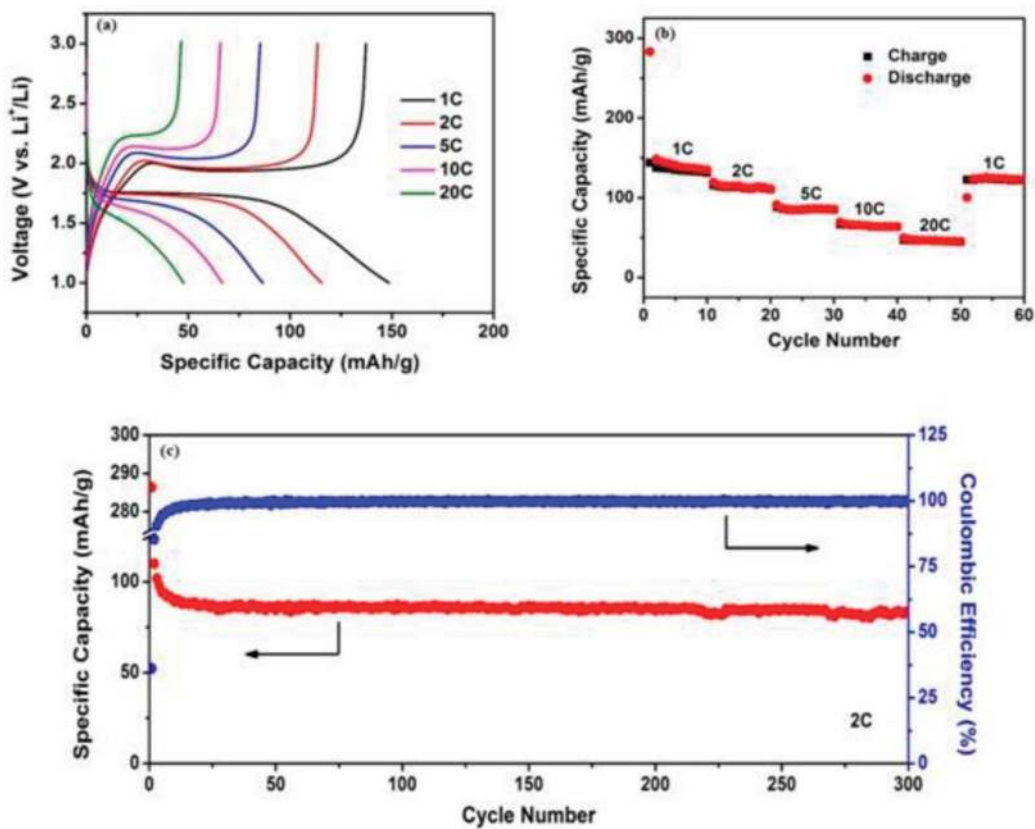 (a)
3.0
2.5
2.0
1.5
1.0
Voltage (V vs. Li⁺/Li)
1C
2C
5C
10C
20C
0
50
100
150
200
Specific Capacity (mAh/g)
(b)
300
200
100
0
Specific Capacity (mAh/g)
Charge
Discharge
1C
2C
5C
10C
20C
1C
0
10
20
30
40
50
60
Cycle Number
(c)
300
290
280
100
50
0
Specific Capacity (mAh/g)
125
100
75
50
25
0
Coulombic Efficiency (%)
2C
0
50
100
150
200
250
300
Cycle Number